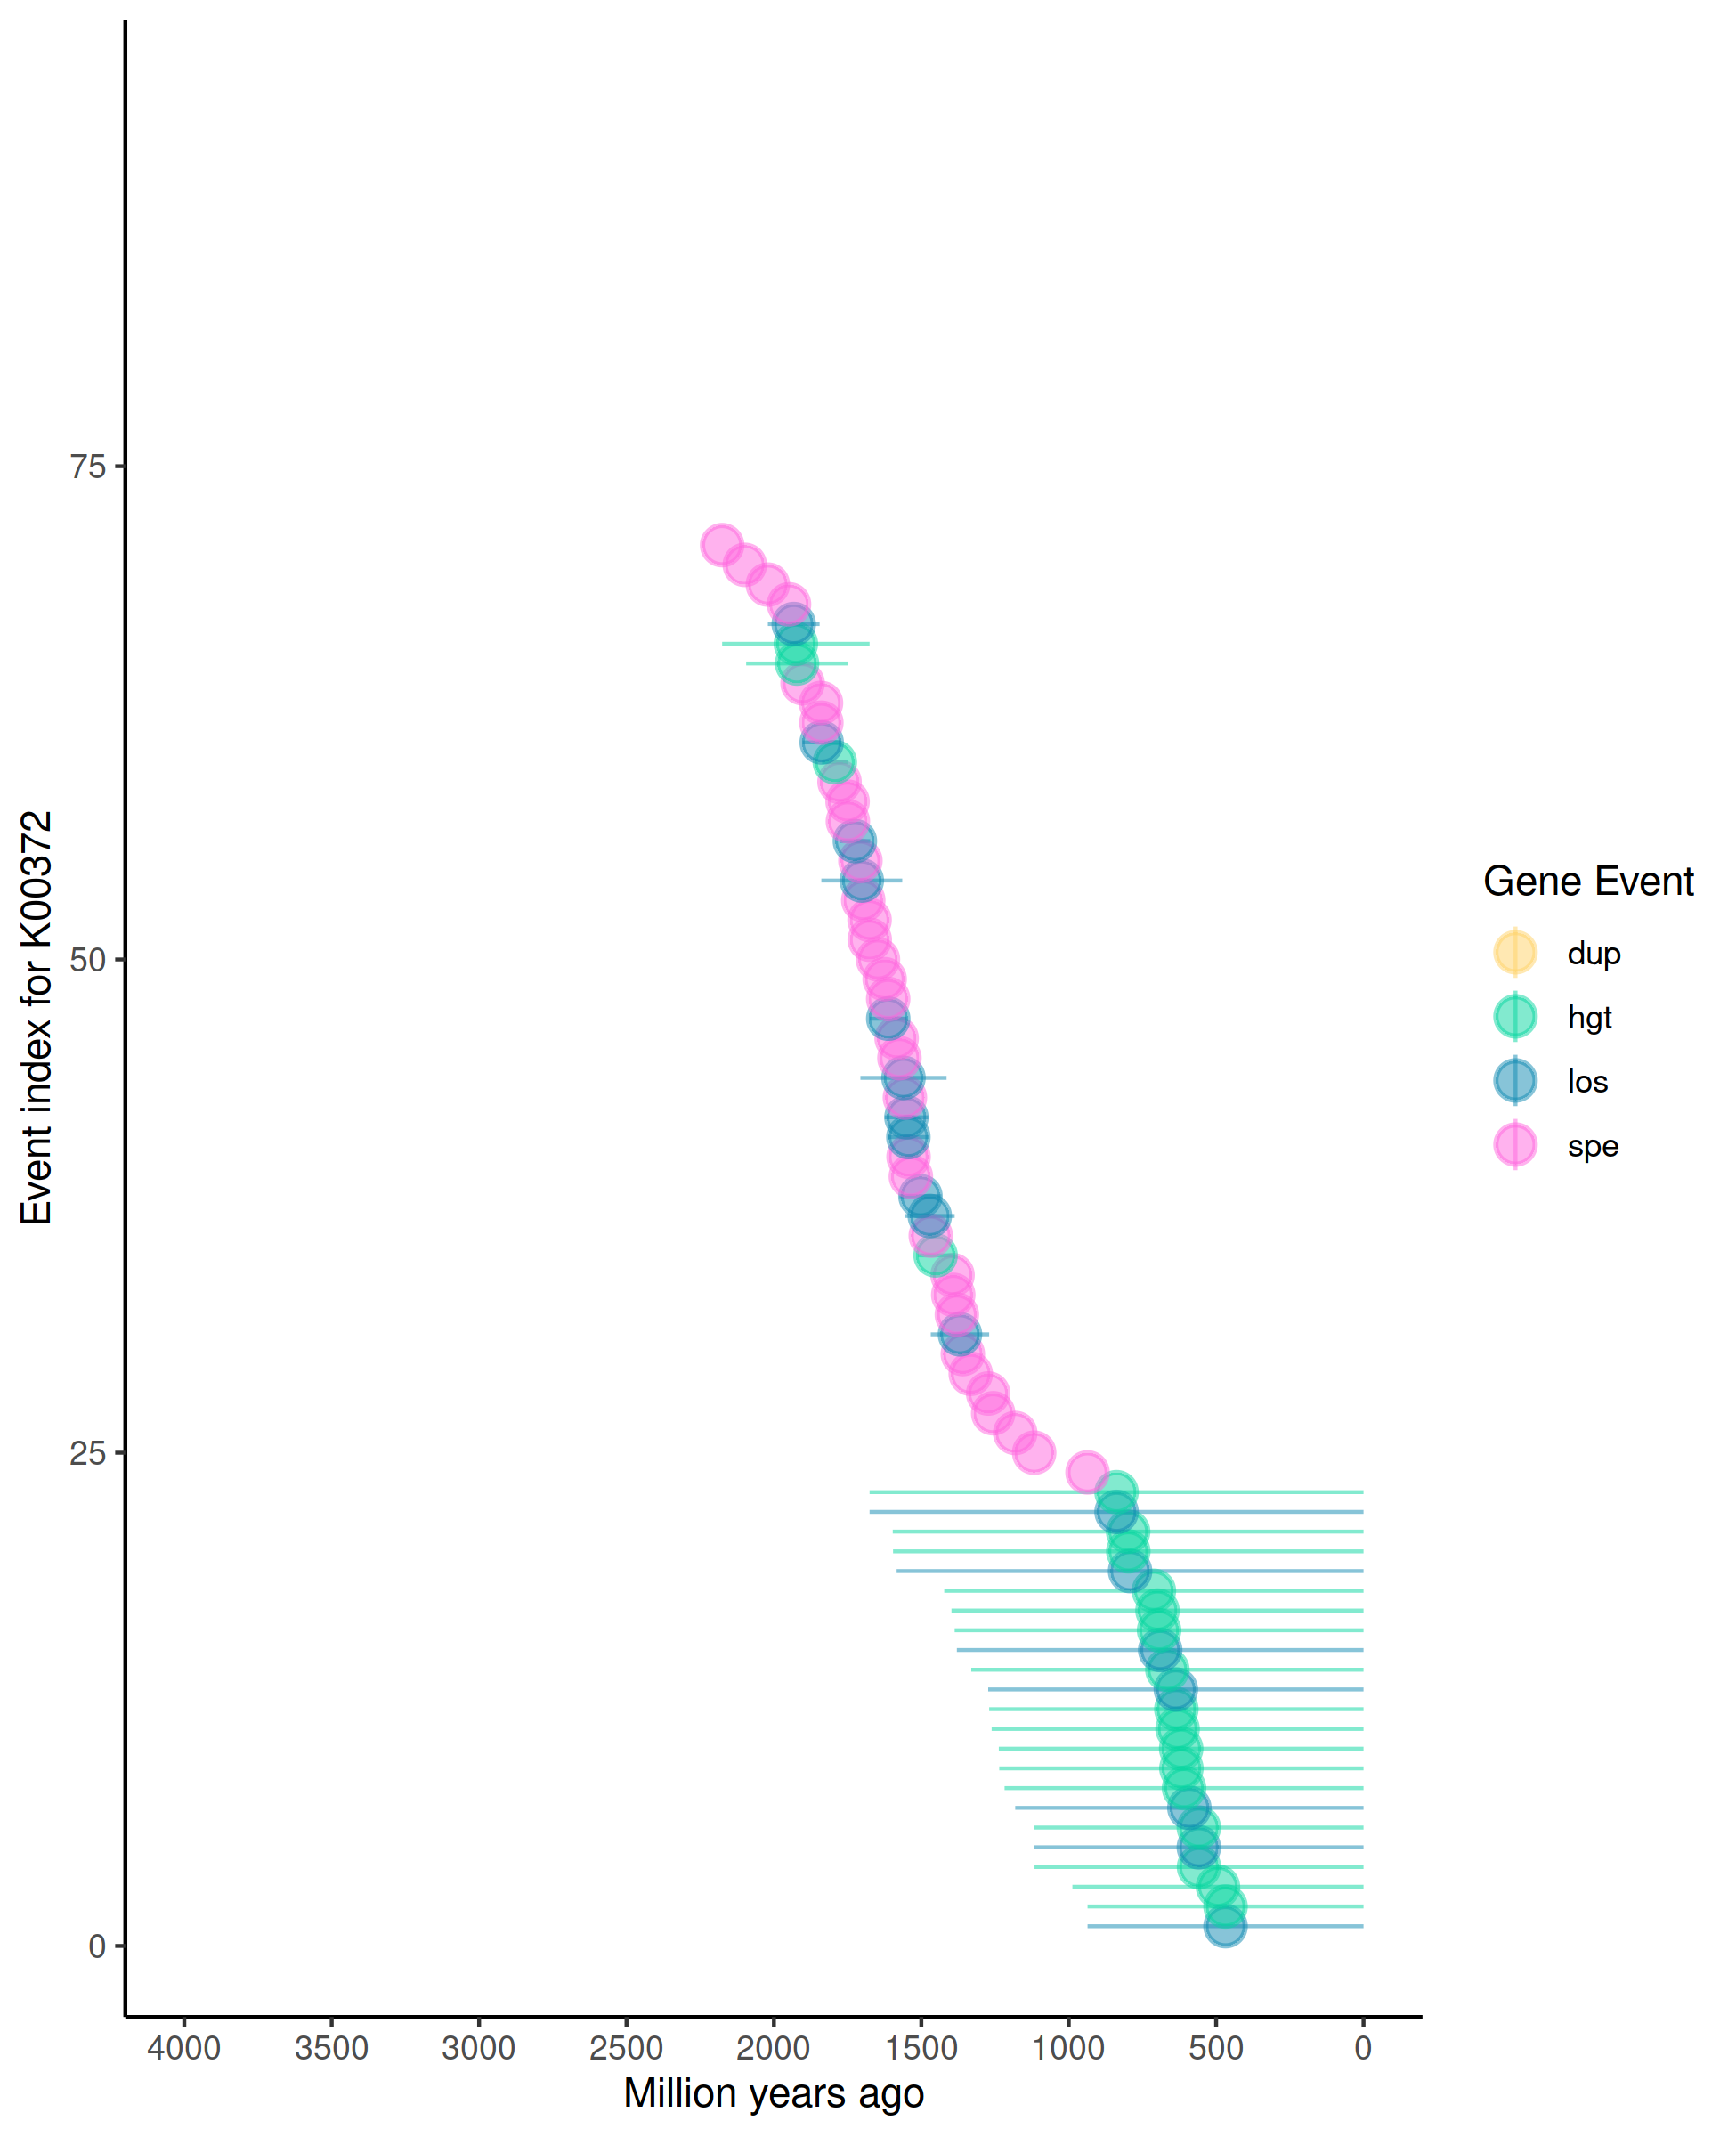 Event index for K00372
75
50
25
0
4000 3500 3000 2500 2000 1500 1000 500 0
Million years ago
Gene Event
dup
hgt
los
spe